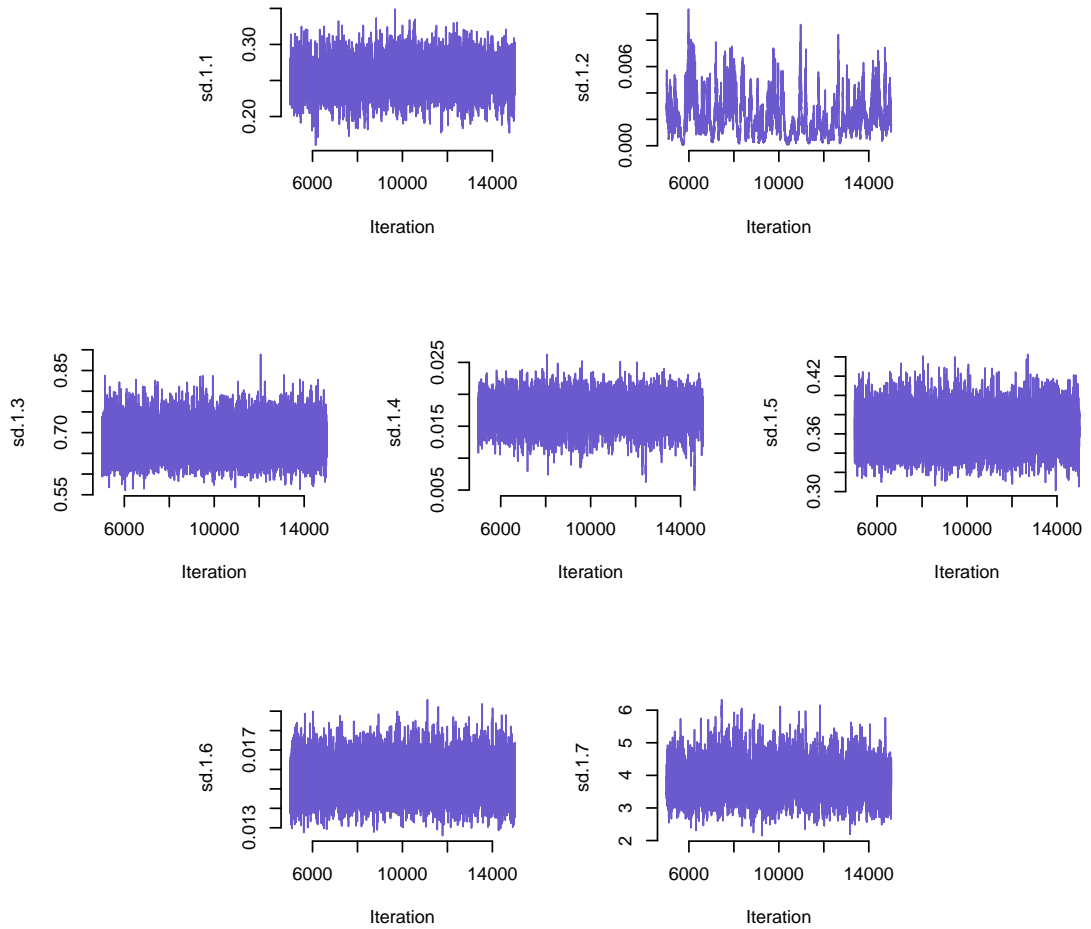 sd.1.1
0.20 0.30
6000 10000 14000
Iteration
sd.1.2
0.000 0.006
6000 10000 14000
Iteration
sd.1.3
0.55 0.70 0.85
6000 10000 14000
Iteration
sd.1.4
0.005 0.015 0.025
6000 10000 14000
Iteration
sd.1.5
0.30 0.36 0.42
6000 10000 14000
Iteration
sd.1.6
0.013 0.017
6000 10000 14000
Iteration
sd.1.7
2 3 4 5 6
6000 10000 14000
Iteration